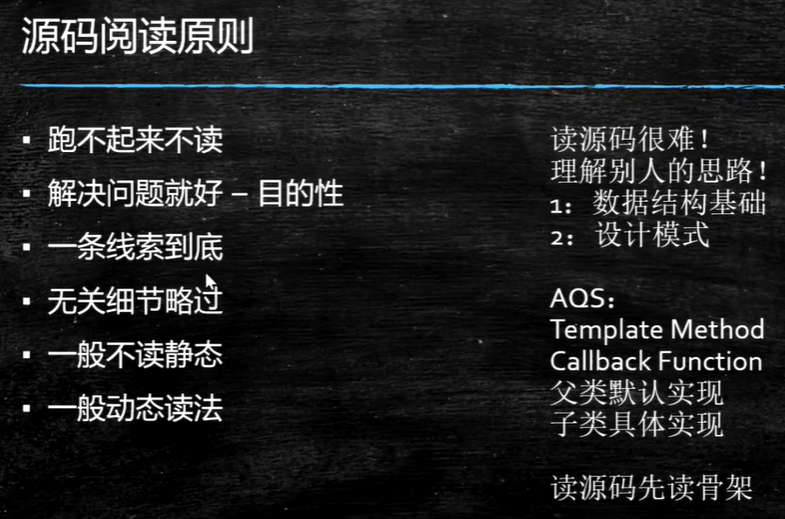 源码阅读原则
▪ 跑不起来不读
▪ 解决问题就好 – 目的性
▪ 一条线索到底
▪ 无关细节略过
▪ 一般不读静态
▪ 一般动态读法
读源码很难！
理解别人的思路！
1：数据结构基础
2：设计模式
AQS：
Template Method
Callback Function
父类默认实现
子类具体实现
读源码先读骨架